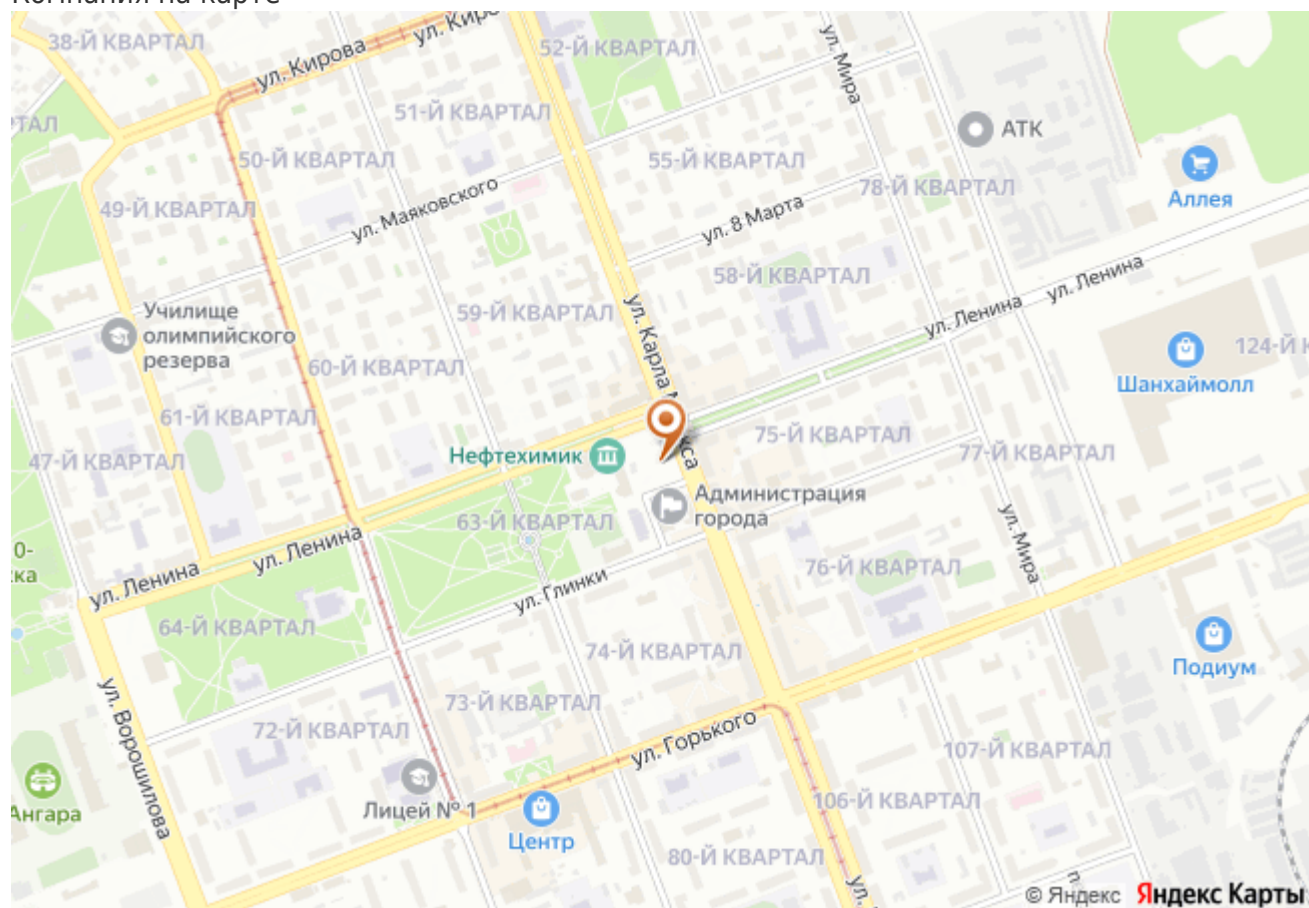 Компания на карте
38-Й КВАРТАЛ
ул. Кирова
52-Й КВАРТАЛ
ул. Мира
51-Й КВАРТАЛ
АТК
50-Й КВАРТАЛ
55-Й КВАРТАЛ
78-Й КВАРТАЛ
Аллея
49-Й КВАРТАЛ
ул. Маяковского
ул. 8 Марта
58-Й КВАРТАЛ
ул. Ленина
ул. Ленина
Училище
олимпийского
резерва
59-Й КВАРТАЛ
ул. Карла
60-Й КВАРТАЛ
124-Й К
Шанхаймолл
61-Й КВАРТАЛ
75-Й КВАРТАЛ
77-Й КВАРТАЛ
47-Й КВАРТАЛ
Нефтехимик
Администрация
города
63-Й КВАРТАЛ
ул. Ленина
ул. Ленина
ул. Мира
76-Й КВАРТАЛ
ул. Глинки
64-Й КВАРТАЛ
74-Й КВАРТАЛ
Подиум
ул. Ворошилова
73-Й КВАРТАЛ
72-Й КВАРТАЛ
ул. Горького
107-Й КВАРТАЛ
Ангара
Лицей № 1
106-Й КВАРТАЛ
Центр
80-Й КВАРТАЛ
© Яндекс Яндекс Карты